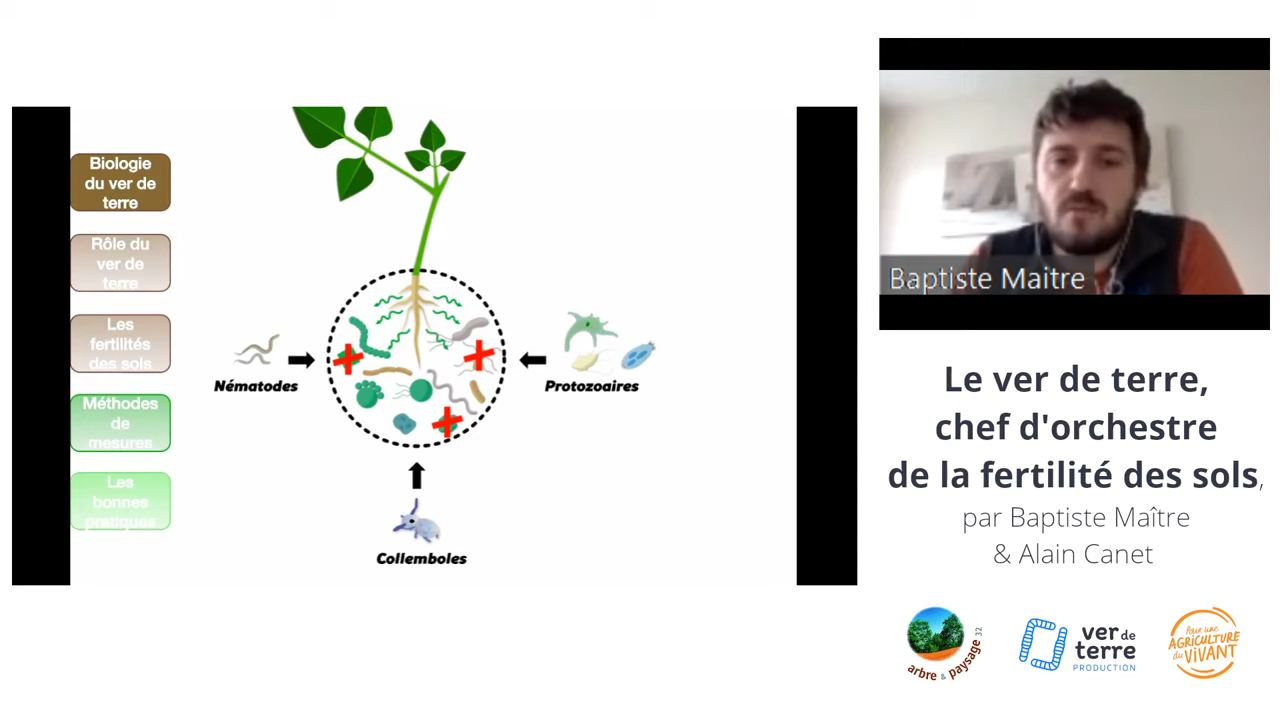 Biologie
du ver de
terre
Rôle du
ver de
terre
Les
fertilités
des sols
Méthodes
de
mesures
Les
bonnes
pratiques
Nématodes
Protozoaires
Collemboles
Baptiste Maitre
Le ver de terre,
chef d'orchestre
de la fertilité des sols,
par Baptiste Maître
& Alain Canet
arbre & paysage 32
ver de
terre
PRODUCTION
Pour une
AGRICULTURE
du ViVANT